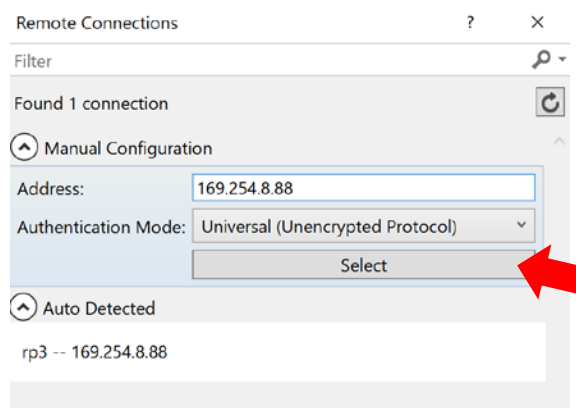 Remote Connections ? ×
Filter
Found 1 connection
Manual Configuration
Address: 169.254.8.88
Authentication Mode: Universal (Unencrypted Protocol)
Select
Auto Detected
rp3 -- 169.254.8.88